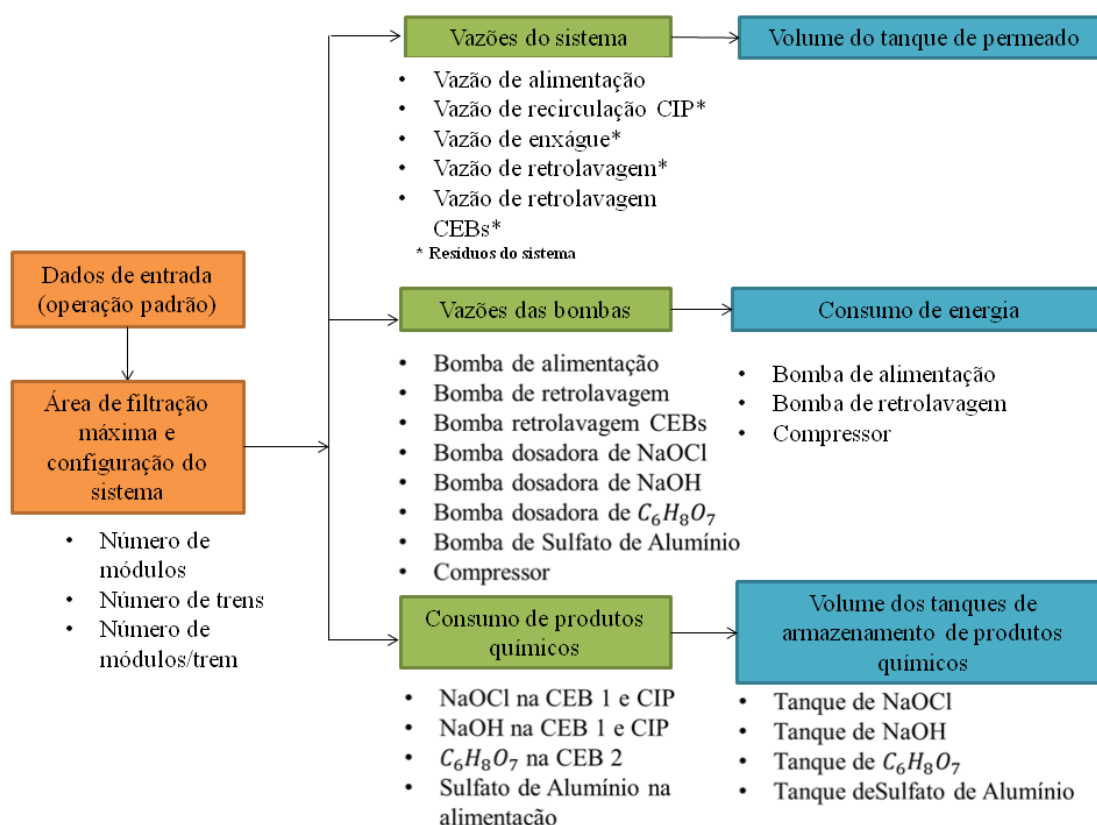 Dados de entrada
(operação padrão)
Área de filtração
máxima e
configuração do
sistema
• Número de
módulos
• Número de trens
• Número de
módulos/trem
Vazões do sistema
• Vazão de alimentação
• Vazão de recirculação CIP*
• Vazão de enxágue*
• Vazão de retrolavagem*
• Vazão de retrolavagem
CEBs*
* Resíduos do sistema
Volume do tanque de permeado
Vazões das bombas
• Bomba de alimentação
• Bomba de retrolavagem
• Bomba retrolavagem CEBs
• Bomba dosadora de NaOCl
• Bomba dosadora de NaOH
• Bomba dosadora de C₆H₈O₇
• Bomba de Sulfato de Alumínio
• Compressor
Consumo de energia
• Bomba de alimentação
• Bomba de retrolavagem
• Compressor
Consumo de produtos
químicos
• NaOCl na CEB 1 e CIP
• NaOH na CEB 1 e CIP
• C₆H₈O₇ na CEB 2
• Sulfato de Alumínio na
alimentação
Volume dos tanques de
armazenamento de produtos
químicos
• Tanque de NaOCl
• Tanque de NaOH
• Tanque de C₆H₈O₇
• Tanque deSulfato de Alumínio